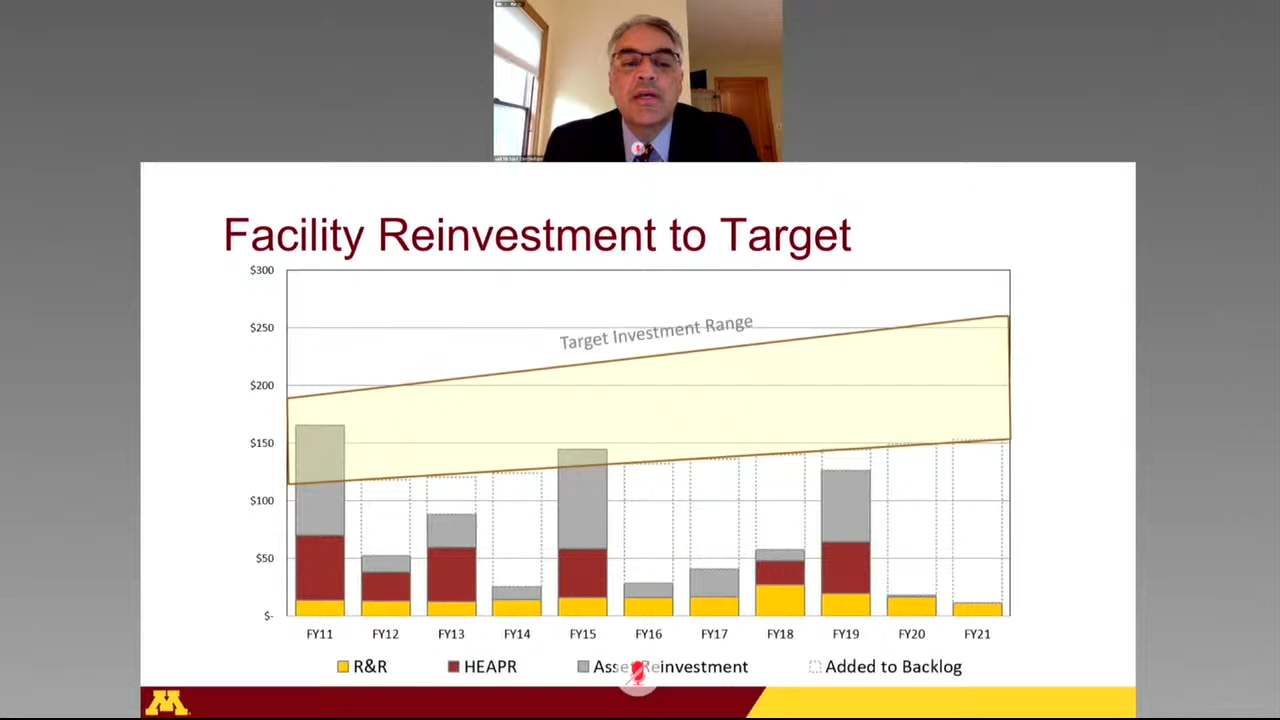 Facility Reinvestment to Target
$300
$250
$200
$150
$100
$50
$-
Target Investment Range
FY11 FY12 FY13 FY14 FY15 FY16 FY17 FY18 FY19 FY20 FY21
R&R HEAPR Asset Reinvestment Added to Backlog
M